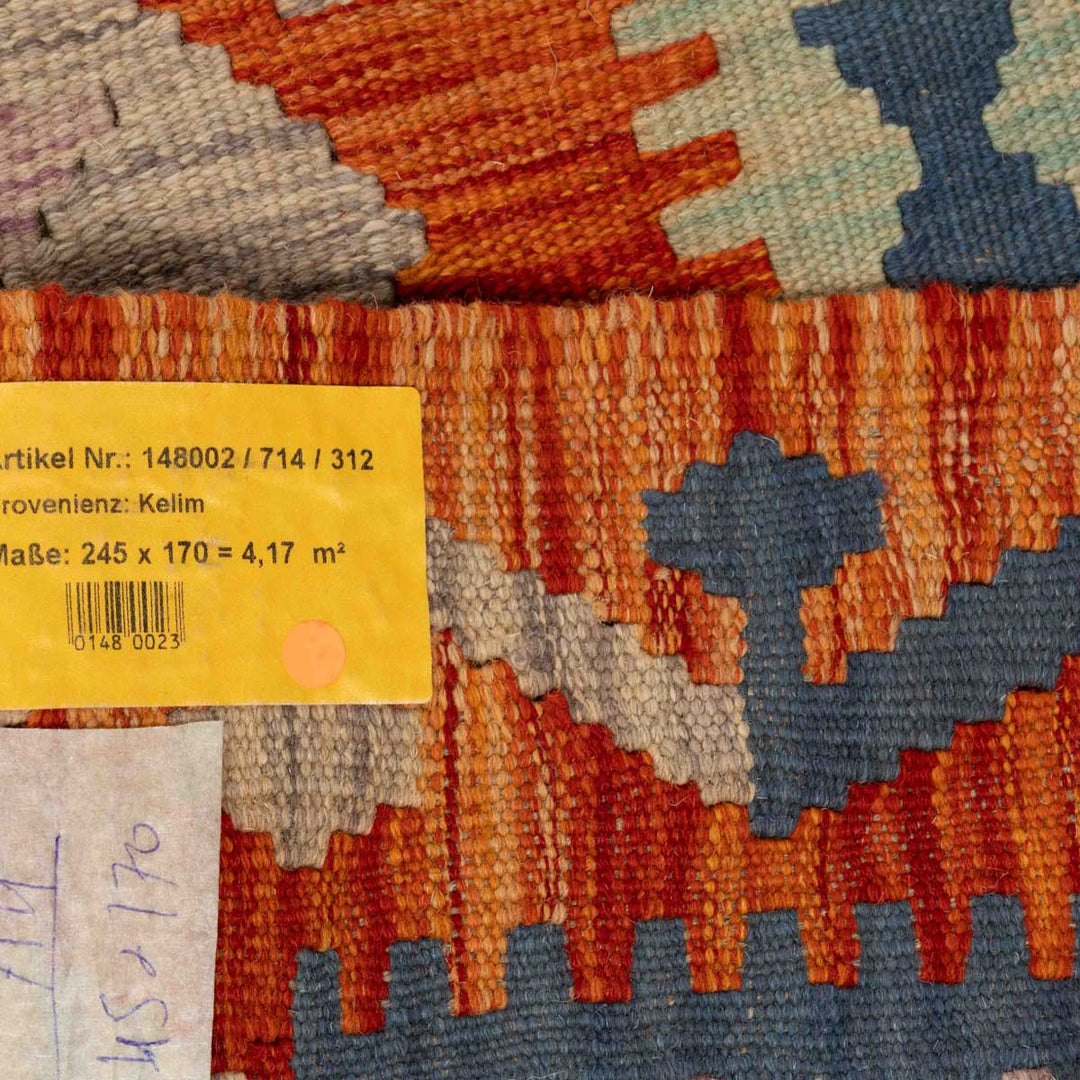 rtikel Nr.: 148002 / 714 / 312
rovenienz: Kelim
Maße: 245 x 170 = 4,17 m²
0148 0023
714
45 x 170